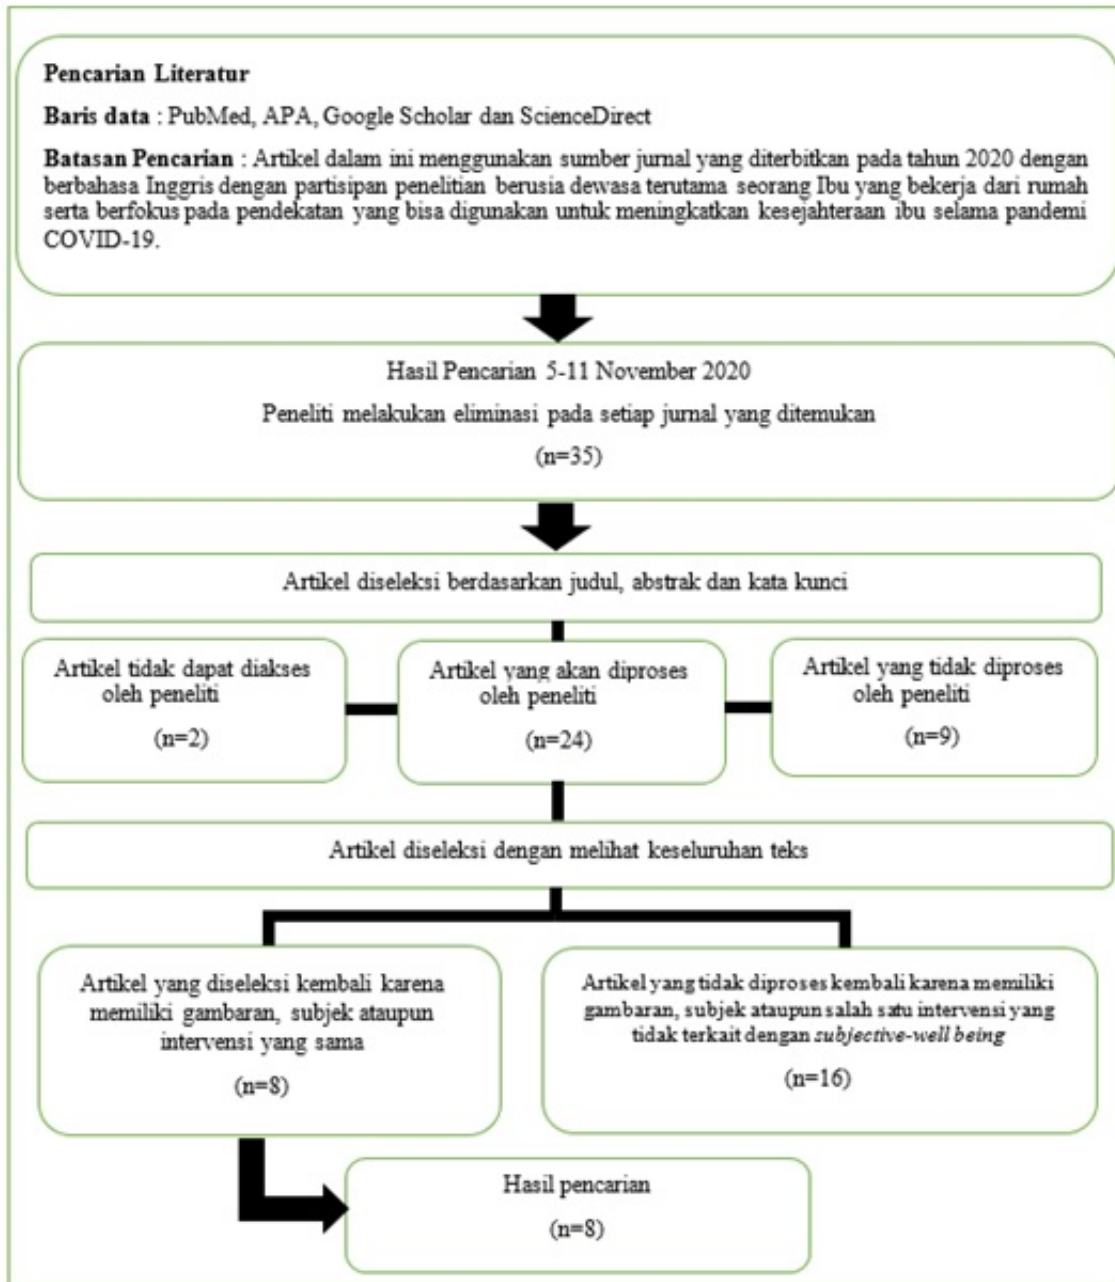 Pencarian Literatur
Baris data : PubMed, APA, Google Scholar dan ScienceDirect
Batasan Pencarian : Artikel dalam ini menggunakan sumber jurnal yang diterbitkan pada tahun 2020 dengan
berbahasa Inggris dengan partisipan penelitian berusia dewasa terutama seorang Ibu yang bekerja dari rumah
serta berfokus pada pendekatan yang bisa digunakan untuk meningkatkan kesejahteraan ibu selama pandemi
COVID-19.
Hasil Pencarian 5-11 November 2020
Peneliti melakukan eliminasi pada setiap jurnal yang ditemukan
(n=35)
Artikel diseleksi berdasarkan judul, abstrak dan kata kunci
Artikel tidak dapat diakses
oleh peneliti
(n=2)
Artikel yang akan diproses
oleh peneliti
(n=24)
Artikel yang tidak diproses
oleh peneliti
(n=9)
Artikel diseleksi dengan melihat keseluruhan teks
Artikel yang diseleksi kembali karena
memiliki gambaran, subjek ataupun
intervensi yang sama
(n=8)
Artikel yang tidak diproses kembali karena memiliki
gambaran, subjek ataupun salah satu intervensi yang
tidak terkait dengan subjective-well being
(n=16)
Hasil pencarian
(n=8)